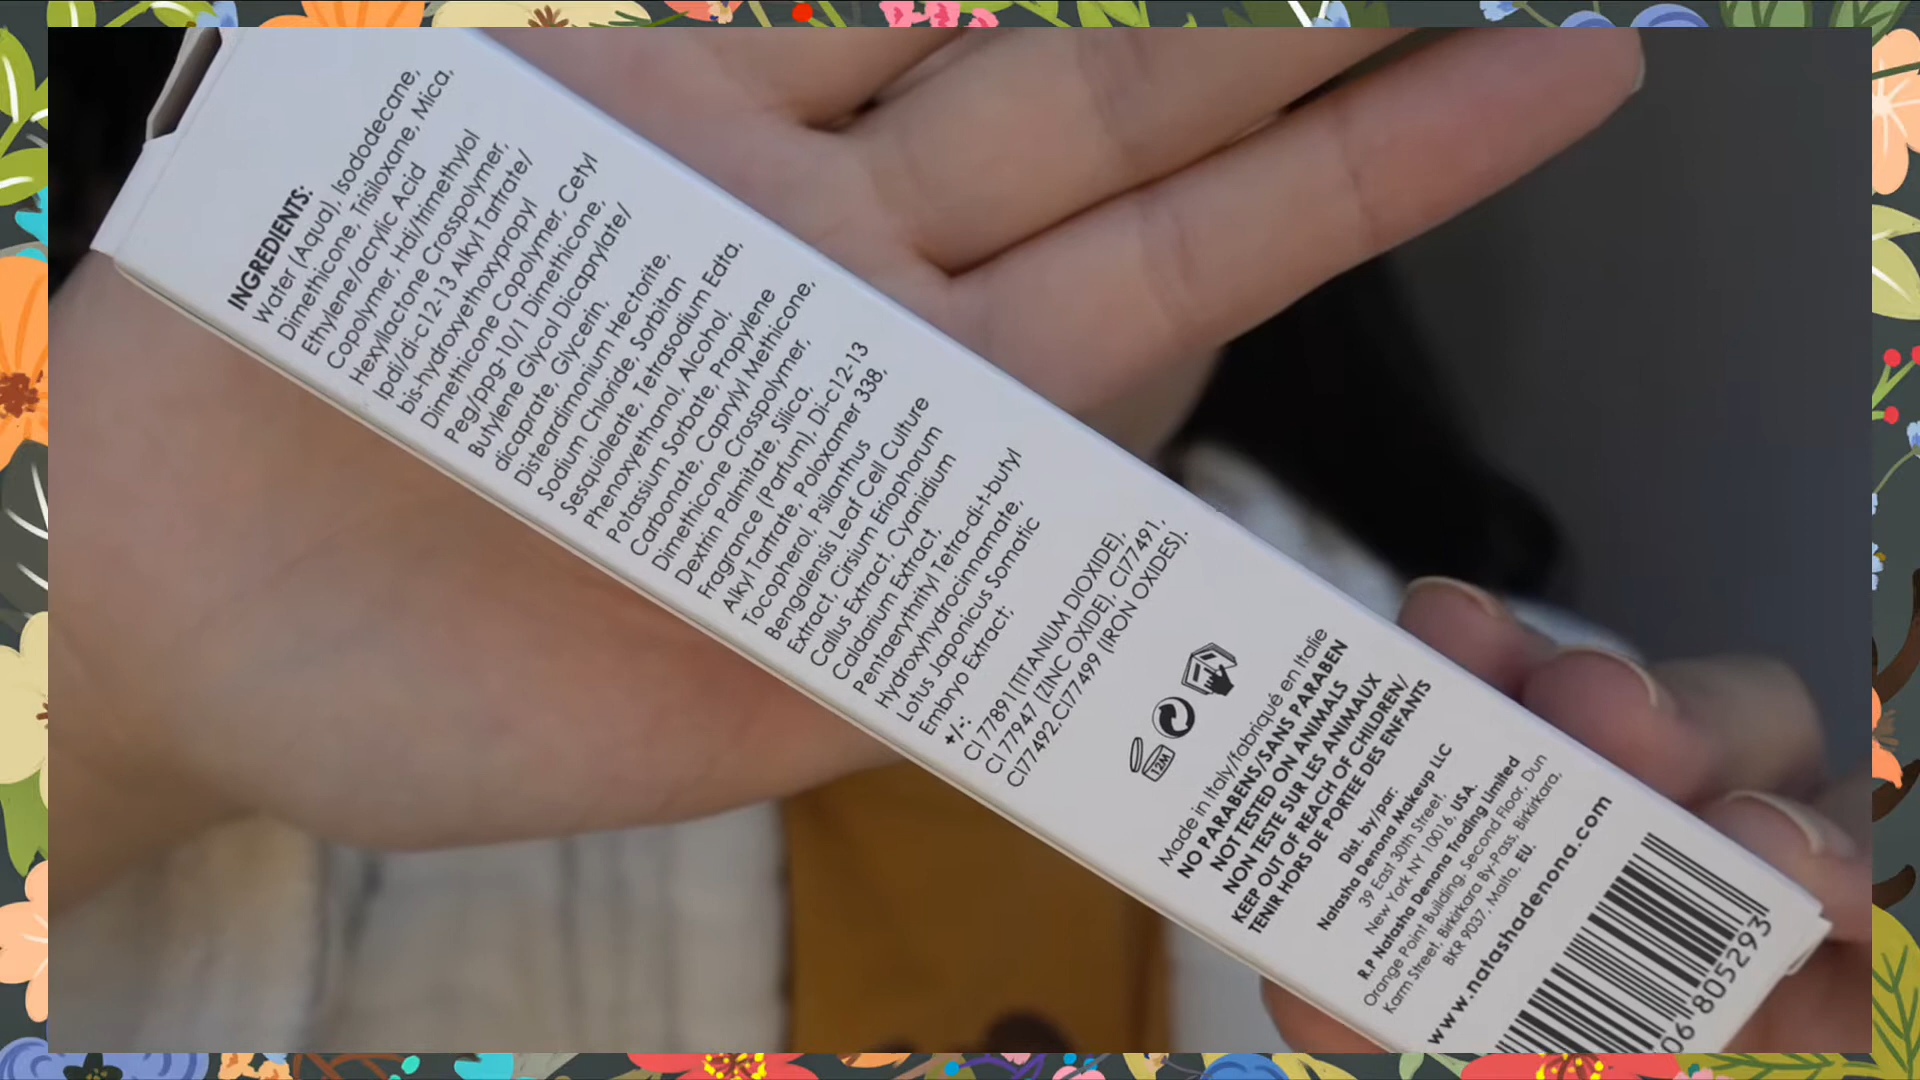 INGREDIENTS:
Water (Aqua), Isododecane,
Dimethicone, Trisiloxane, Mica,
Ethylene/acrylic Acid
Copolymer, Hdi/trimethylol
Hexyllactone Crosspolymer,
Ipdi/di-c12-13 Alkyl Tartrate/
bis-hydroxyethoxypropyl
Dimethicone Copolymer, Cetyl
Peg/ppg-10/1 Dimethicone,
Butylene Glycol Dicaprylate/
dicaprate, Glycerin,
Disteardimonium Hectorite,
Sodium Chloride, Sorbitan
Sesquioleate, Tetrasodium Edta,
Phenoxyethanol, Alcohol,
Potassium Sorbate, Propylene
Carbonate, Caprylyl Methicone,
Dimethicone Crosspolymer,
Dextrin Palmitate, Silica,
Fragrance (Parfum), Di-c12-13
Alkyl Tartrate, Poloxamer 338,
Tocopherol, Psilanthus
Bengalensis Leaf Cell Culture
Extract, Cirsium Eriophorum
Callus Extract, Cyanidium
Caldarium Extract,
Pentaerythrityl Tetra-di-t-butyl
Hydroxyhydrocinnamate,
Lotus Japonicus Somatic
Embryo Extract;
+/-:
CI 77891(TITANIUM DIOXIDE),
CI 77947 (ZINC OXIDE), CI77491,
CI77492,CI77499 (IRON OXIDES).
12M
Made in Italy/fabriqué en Italie
NO PARABENS/SANS PARABEN
NOT TESTED ON ANIMALS
NON TESTE SUR LES ANIMAUX
KEEP OUT OF REACH OF CHILDREN/
TENIR HORS DE PORTEE DES ENFANTS
Dist. by/par:
Natasha Denona Makeup LLC
39 East 30th Street,
New York NY 10016, USA.
R.P Natasha Denona Trading Limited
Orange Point Building, Second Floor, Dun
Karm Street, Birkirkara By-Pass, Birkirkara,
BKR 9037, Malta, EU.
www.natashadenona.com
06 805293